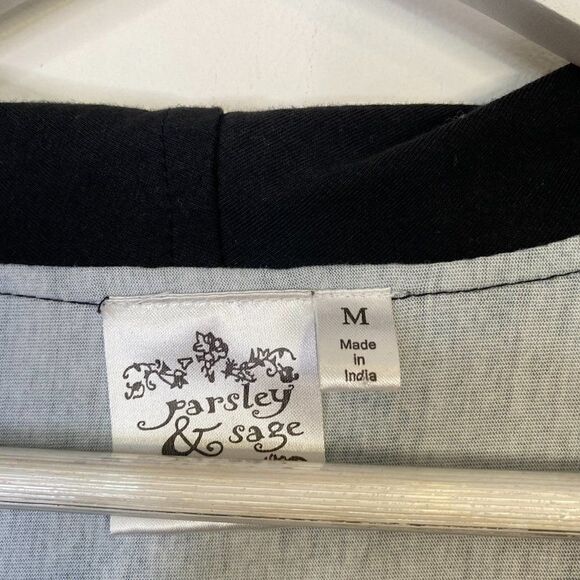 parsley
& sage
M
Made
in
India